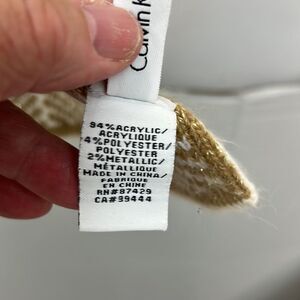 Calvin K
94%ACRYLIC/
ACRYLIQUE
4%POLYESTER/
POLYESTER
2%METALLIC/
MÉTALLIQUE
MADE IN CHINA/
FABRIQUÉ
EN CHINE
RN#87429
CA#39444